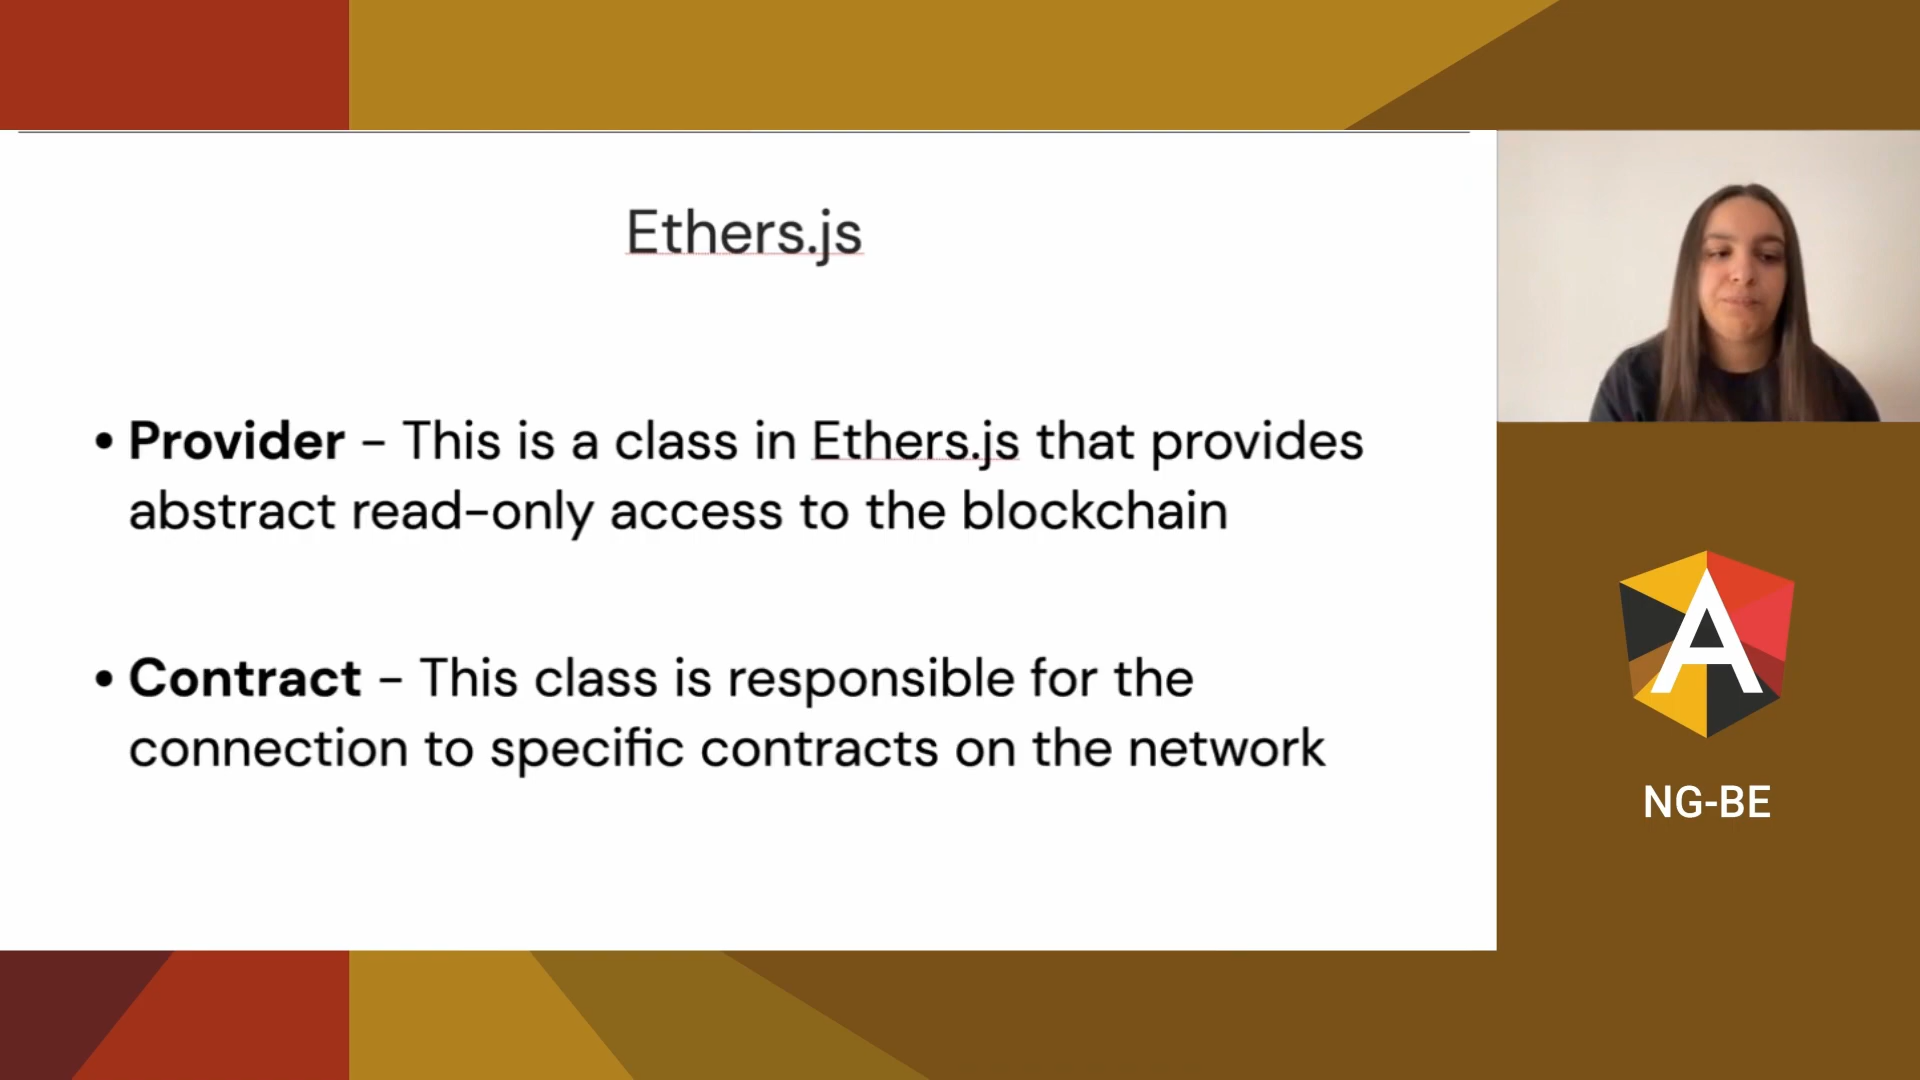 Ethers.js
• Provider - This is a class in Ethers.js that provides
abstract read-only access to the blockchain
• Contract - This class is responsible for the
connection to specific contracts on the network
A
NG-BE